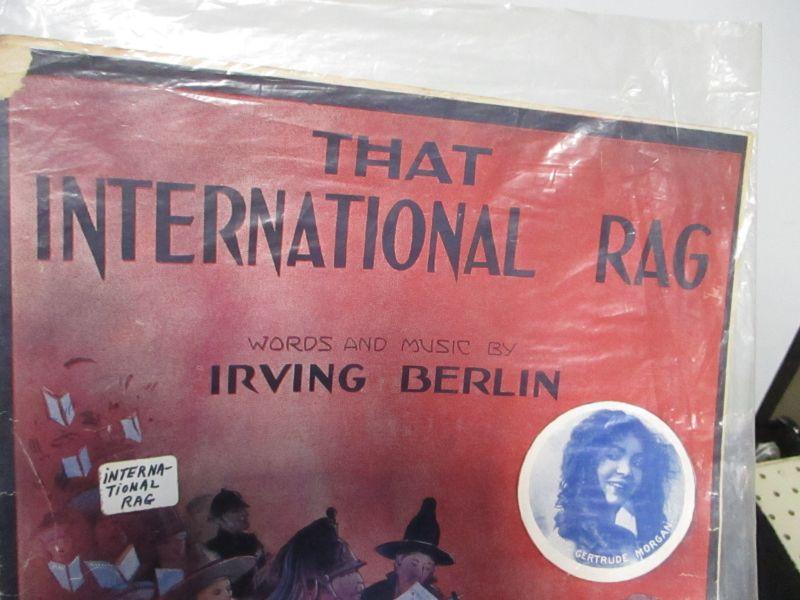 THAT
INTERNATIONAL RAG
WORDS AND MUSIC BY
IRVING BERLIN
INTERNA-
TIONAL
RAG
GERTRUDE MORGAN